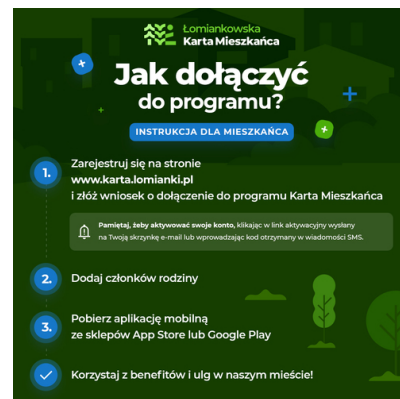 Łomiankowska
Karta Mieszkańca
Jak dołączyć
do programu?
INSTRUKCJA DLA MIESZKAŃCA
1.
Zarejestruj się na stronie
www.karta.lomianki.pl
i złóż wniosek o dołączenie do programu Karta Mieszkańca
Pamiętaj, żeby aktywować swoje konto, klikając w link aktywacyjny wysłany
na Twoją skrzynkę e-mail lub wprowadzając kod otrzymany w wiadomości SMS.
2.
Dodaj członków rodziny
3.
Pobierz aplikację mobilną
ze sklepów App Store lub Google Play
Korzystaj z benefitów i ulg w naszym mieście!